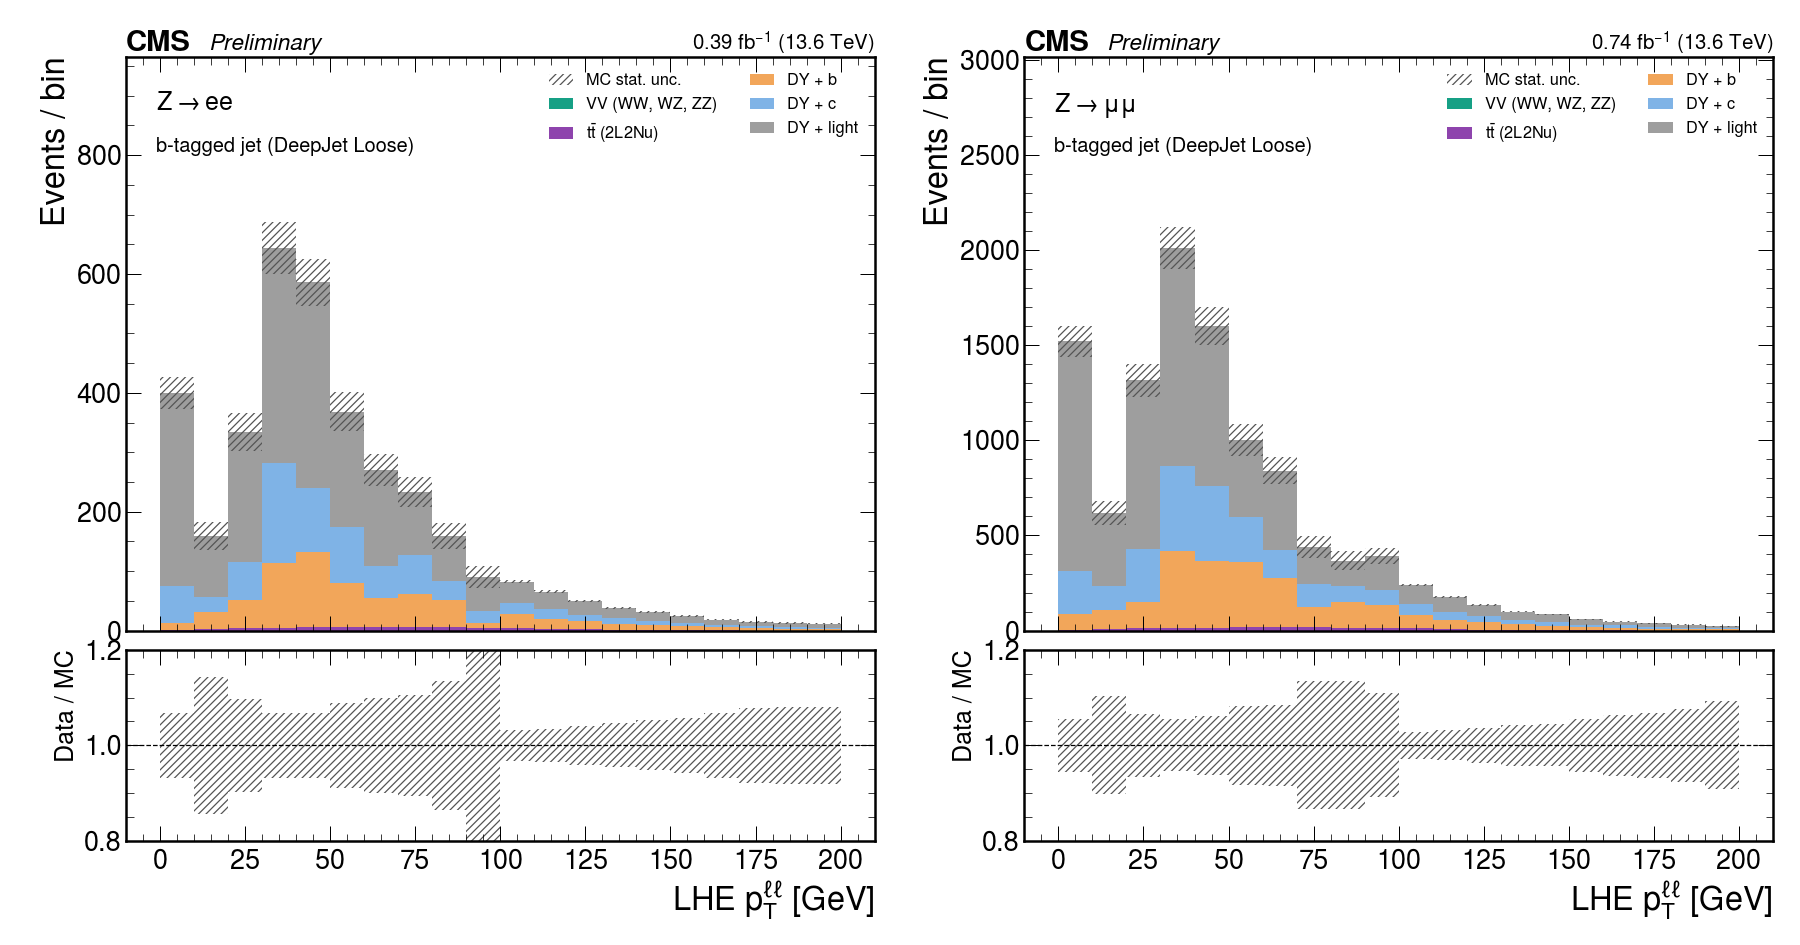 CMS Preliminary 0.39 fb⁻¹ (13.6 TeV)
Events / bin
Z → ee
b-tagged jet (DeepJet Loose)
MC stat. unc.
VV (WW, WZ, ZZ)
tt̄ (2L2Nu)
DY + b
DY + c
DY + light
800
600
400
200
0
Data / MC
1.2
1.0
0.8
0 25 50 75 100 125 150 175 200
LHE p_T^ℓℓ [GeV]
CMS Preliminary 0.74 fb⁻¹ (13.6 TeV)
Events / bin
Z → μμ
b-tagged jet (DeepJet Loose)
MC stat. unc.
VV (WW, WZ, ZZ)
tt̄ (2L2Nu)
DY + b
DY + c
DY + light
3000
2500
2000
1500
1000
500
0
Data / MC
1.2
1.0
0.8
0 25 50 75 100 125 150 175 200
LHE p_T^ℓℓ [GeV]